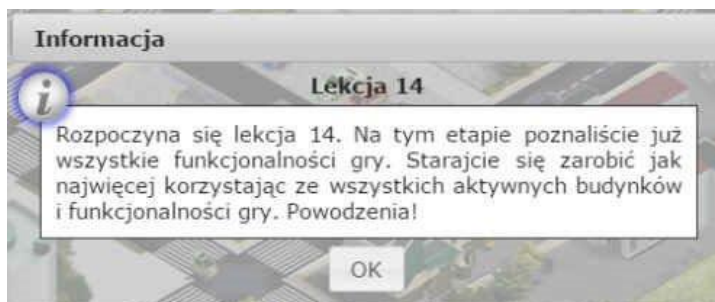 Informacja
i
Lekcja 14
Rozpoczyna się lekcja 14. Na tym etapie poznaliście już
wszystkie funkcjonalności gry. Starajcie się zarobić jak
najwięcej korzystając ze wszystkich aktywnych budynków
i funkcjonalności gry. Powodzenia!
OK